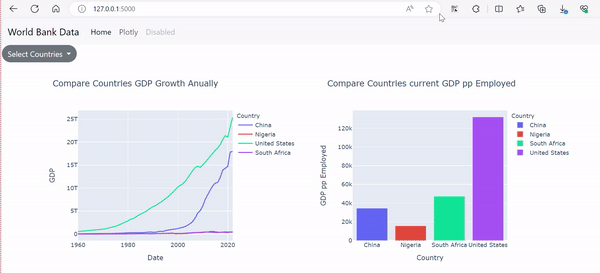 127.0.0.1:5000
World Bank Data Home Plotly Disabled
Select Countries
Compare Countries GDP Growth Anually
GDP
25T
20T
15T
10T
5T
0
1960 1980 2000 2020
Date
Country
China
Nigeria
United States
South Africa
Compare Countries current GDP pp Employed
GDP pp Employed
120k
100k
80k
60k
40k
20k
0
China Nigeria South Africa United States
Country
Country
China
Nigeria
South Africa
United States